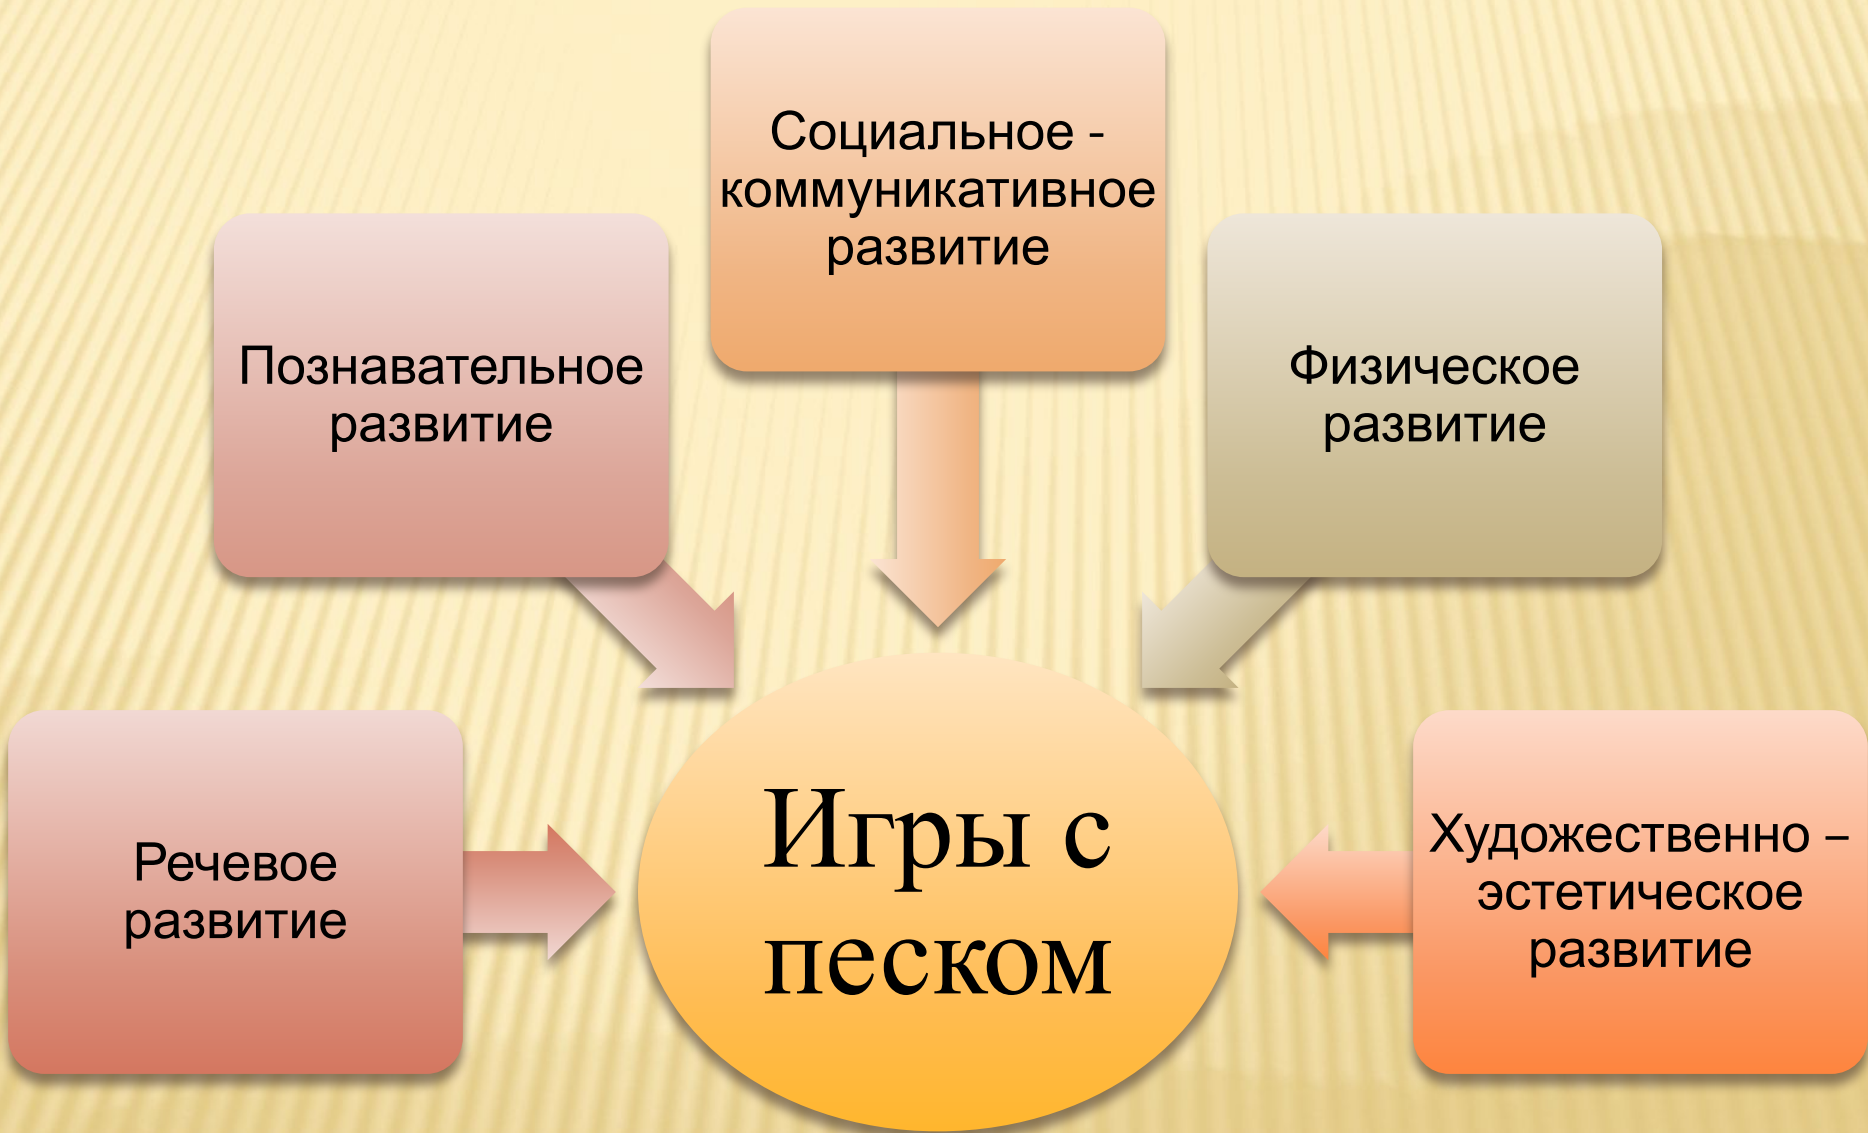 Социальное -
коммуникативное
развитие
Познавательное
развитие
Физическое
развитие
Речевое
развитие
Игры с
песком
Художественно –
эстетическое
развитие